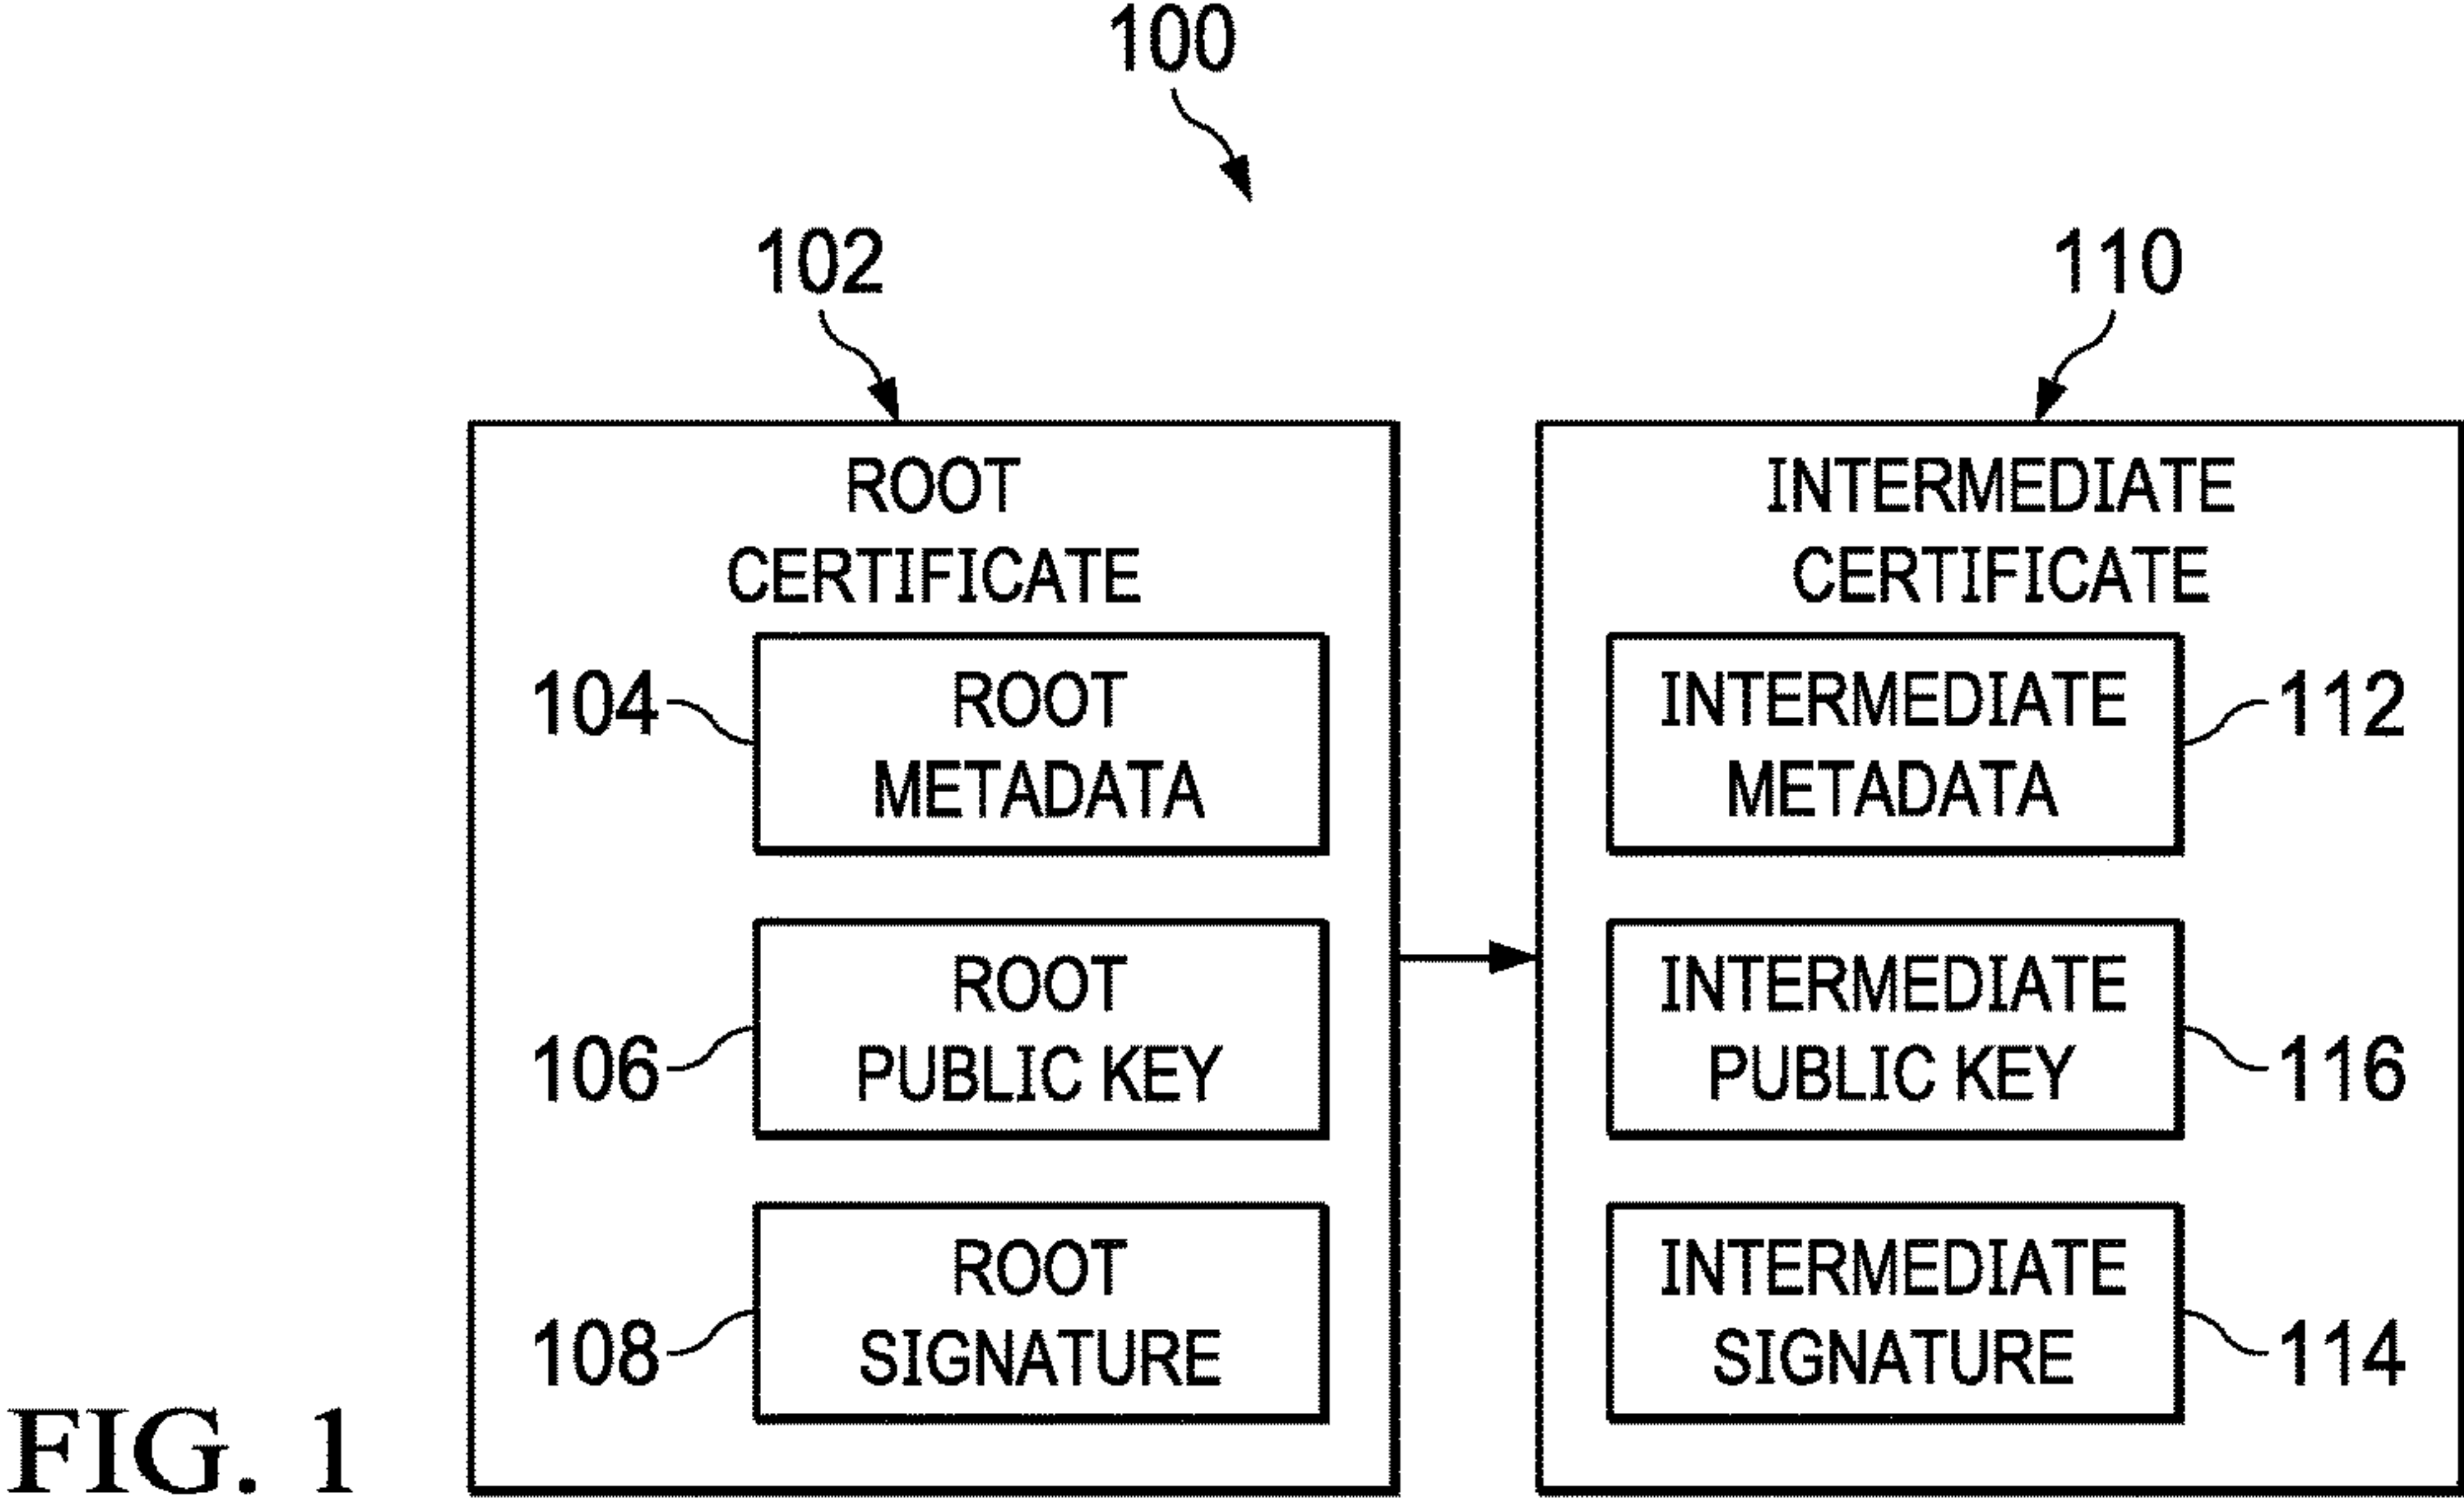 100
102
110
ROOT
CERTIFICATE
104
ROOT
METADATA
106
ROOT
PUBLIC KEY
108
ROOT
SIGNATURE
INTERMEDIATE
CERTIFICATE
INTERMEDIATE
METADATA
112
INTERMEDIATE
PUBLIC KEY
116
INTERMEDIATE
SIGNATURE
114
FIG. 1